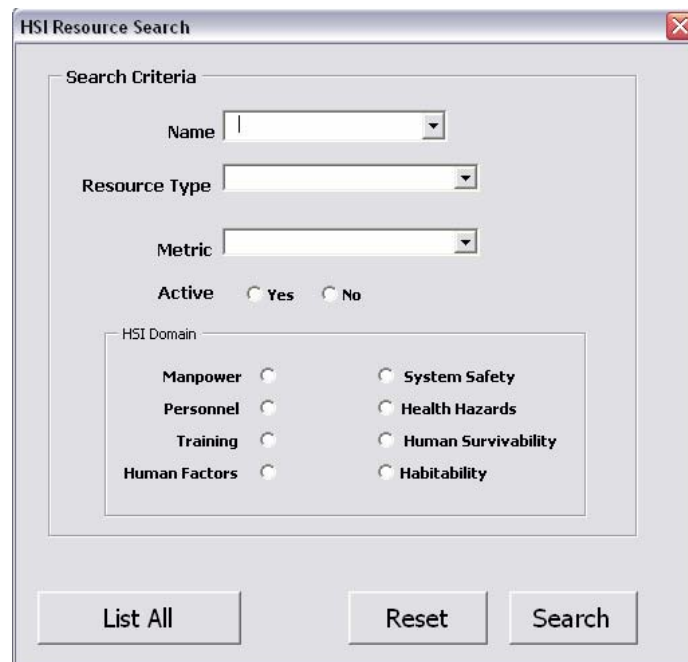 HSI Resource Search
Search Criteria
Name
Resource Type
Metric
Active Yes No
HSI Domain
Manpower System Safety
Personnel Health Hazards
Training Human Survivability
Human Factors Habitability
List All Reset Search